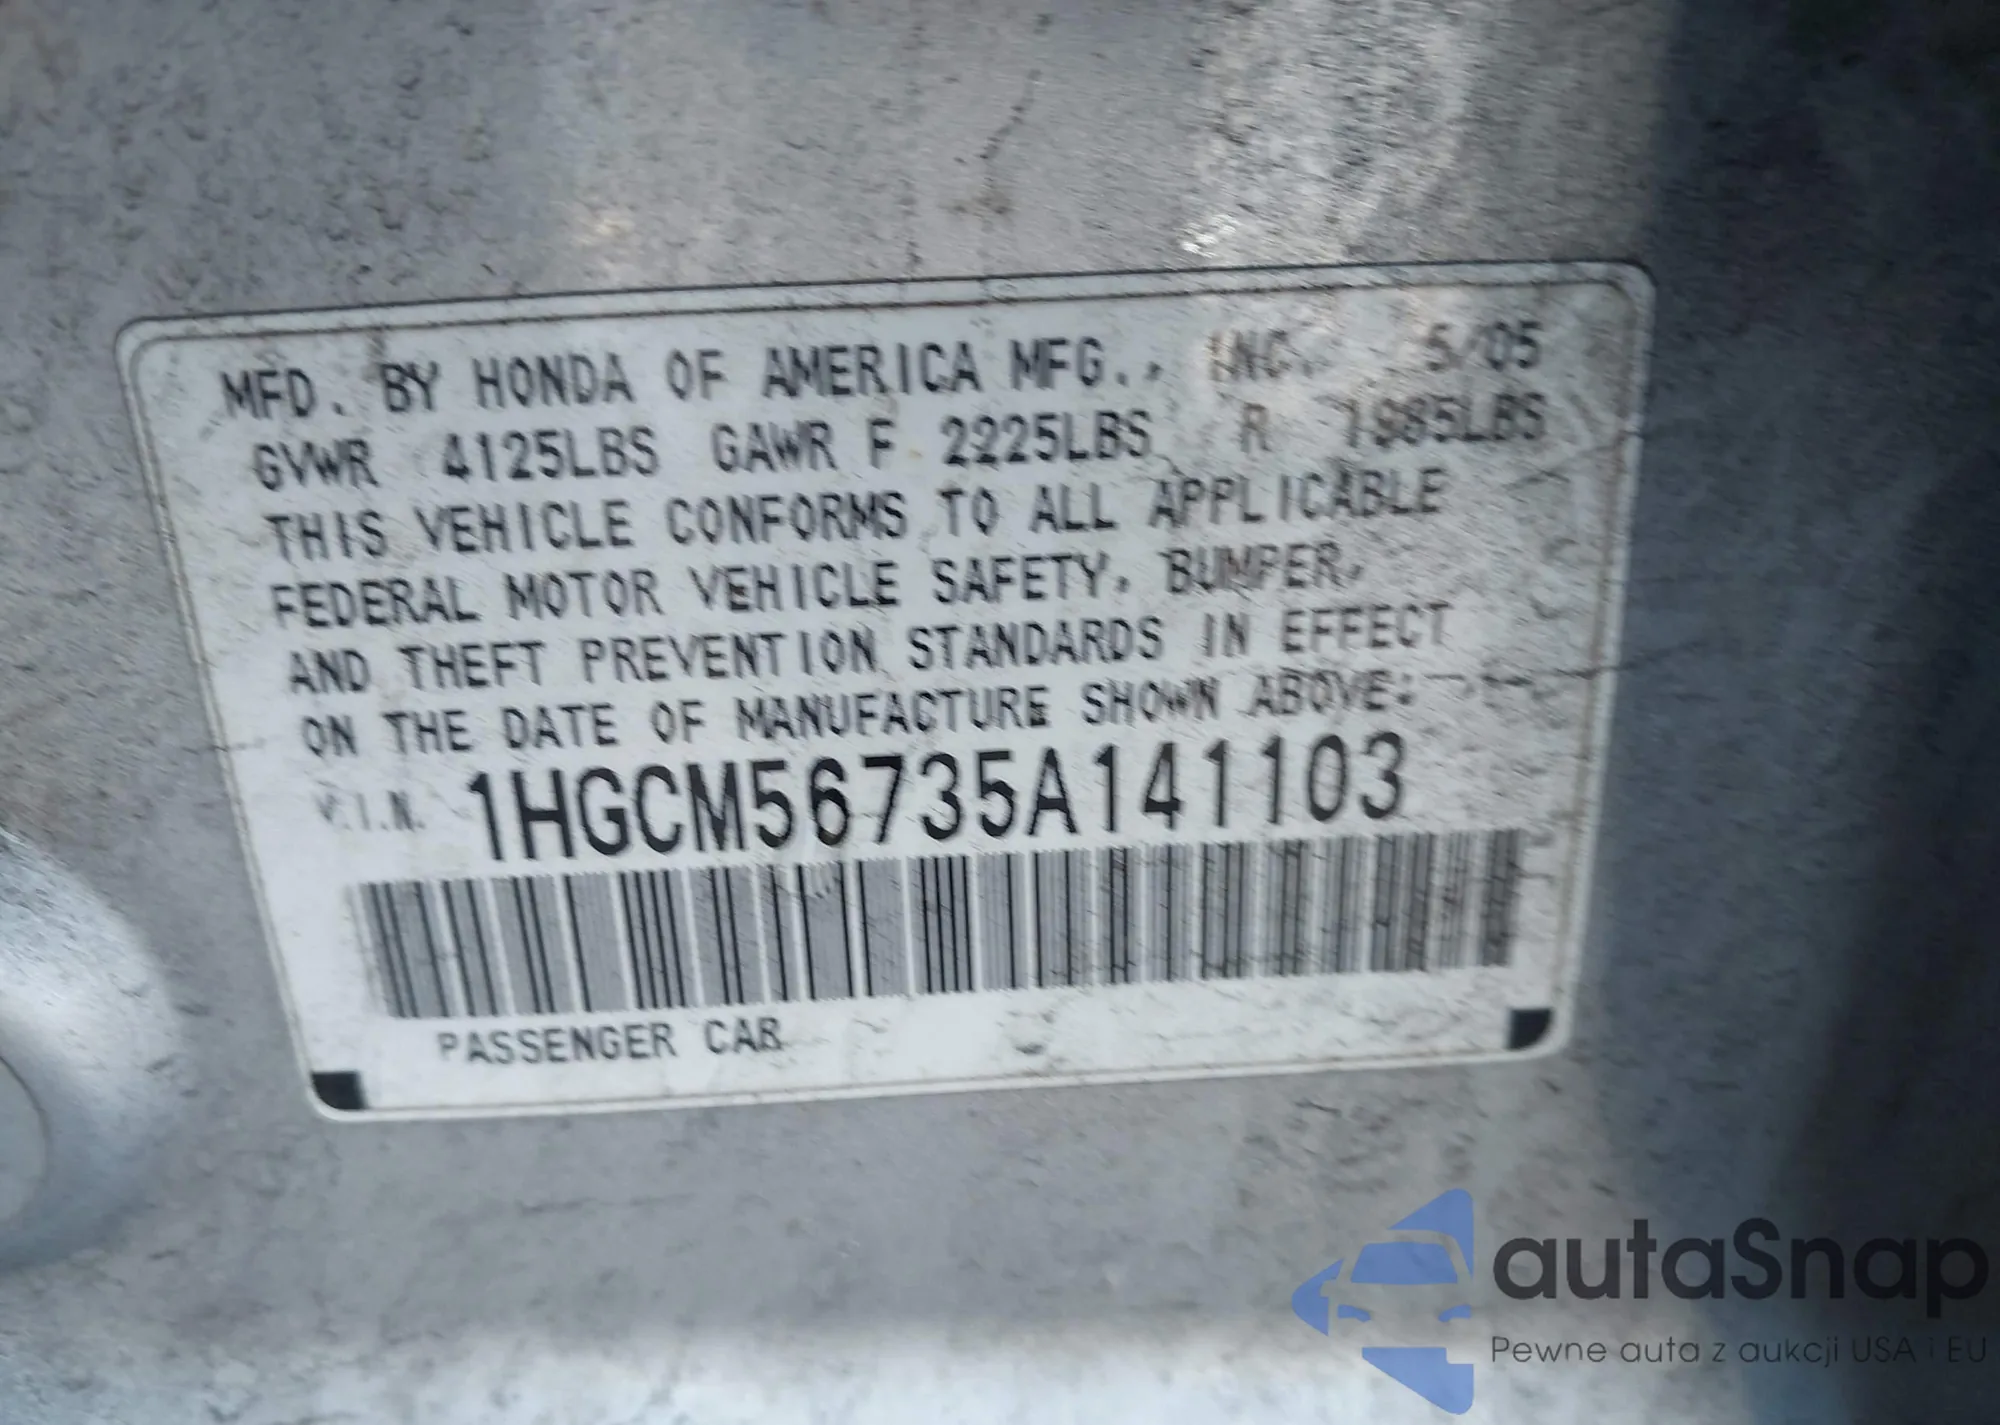 MFD. BY HONDA OF AMERICA MFG., INC. 5/05
GVWR 4125LBS GAWR F 2225LBS R 1985LBS
THIS VEHICLE CONFORMS TO ALL APPLICABLE
FEDERAL MOTOR VEHICLE SAFETY, BUMPER,
AND THEFT PREVENTION STANDARDS IN EFFECT
ON THE DATE OF MANUFACTURE SHOWN ABOVE:
V.I.N. 1HGCM56735A141103
PASSENGER CAR
autaSnap
Pewne auta z aukcji USA i EU